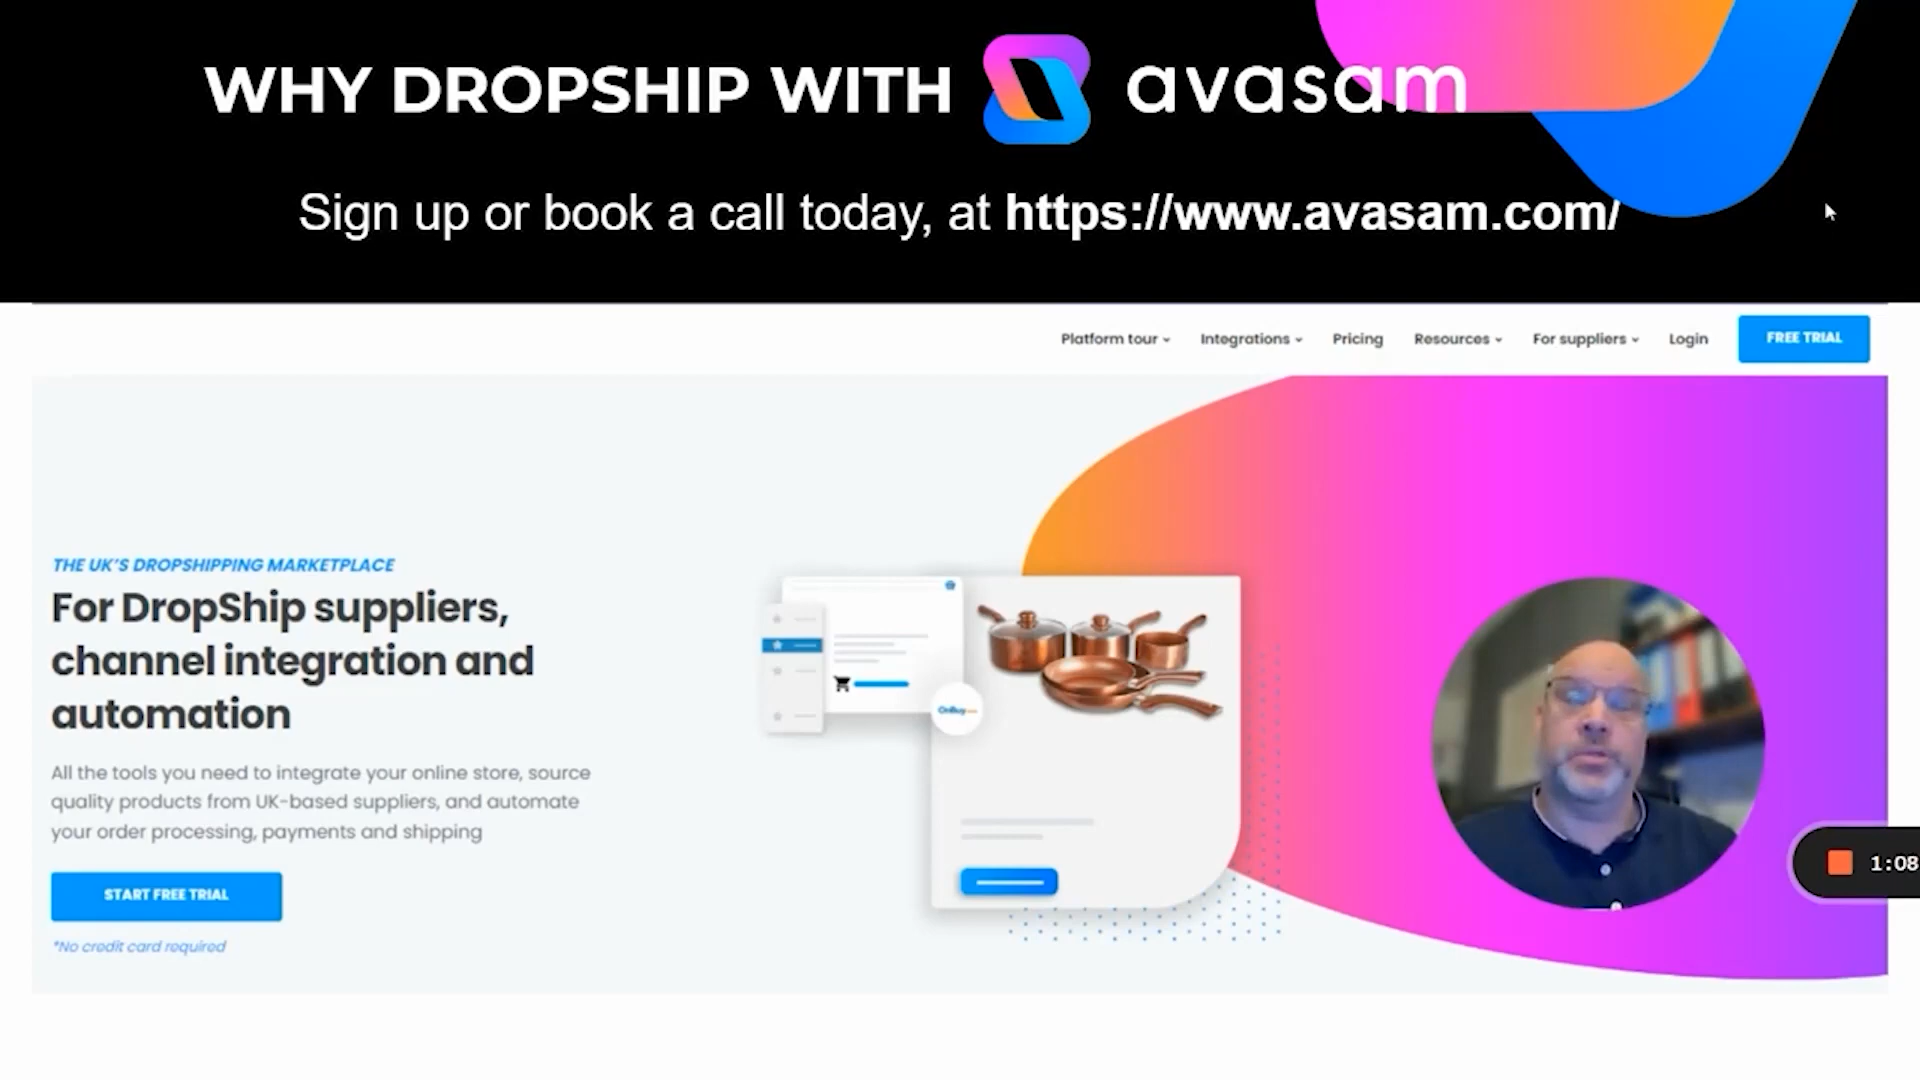 WHY DROPSHIP WITH avasam
Sign up or book a call today, at https://www.avasam.com/
Platform tour Integrations Pricing Resources For suppliers Login FREE TRIAL
THE UK'S DROPSHIPPING MARKETPLACE
For DropShip suppliers,
channel integration and
automation
All the tools you need to integrate your online store, source
quality products from UK-based suppliers, and automate
your order processing, payments and shipping
START FREE TRIAL
*No credit card required
OnBuy
1:08